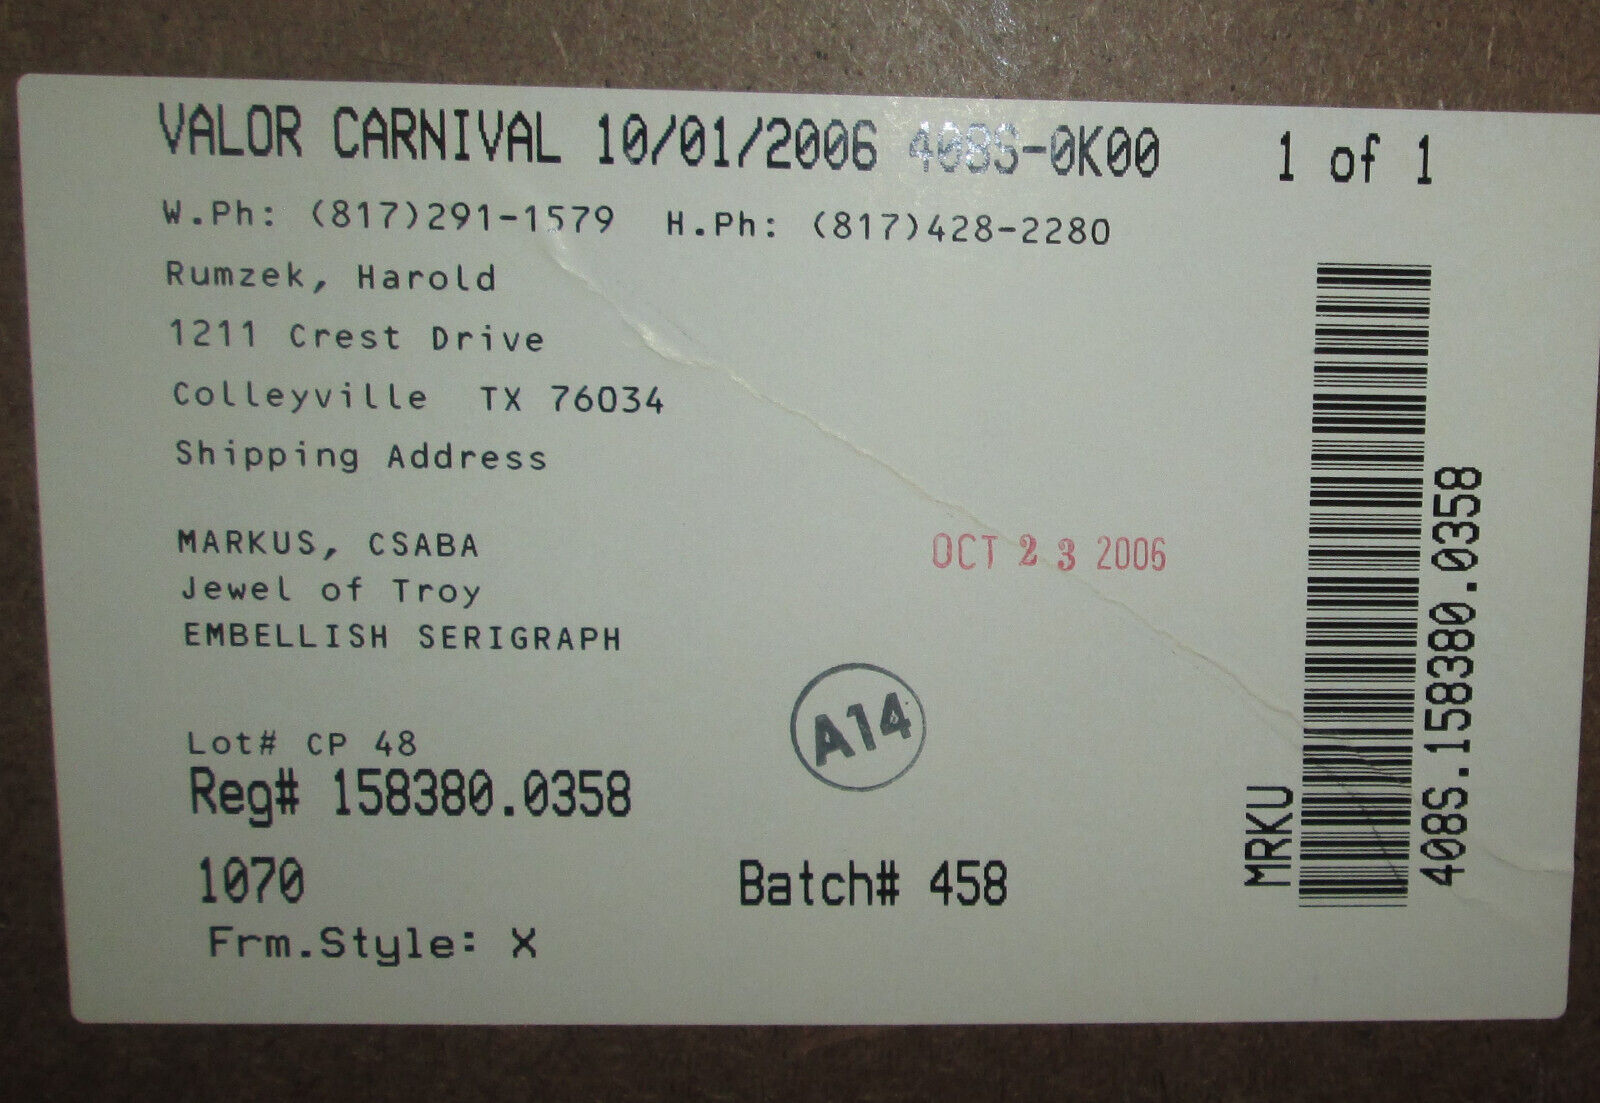 VALOR CARNIVAL 10/01/2006 408S-0K00 1 of 1
W.Ph: (817)291-1579 H.Ph: (817)428-2280
Rumzek, Harold
1211 Crest Drive
Colleyville TX 76034
Shipping Address
MARKUS, CSABA
Jewel of Troy
EMBELLISH SERIGRAPH
OCT 23 2006
A14
Lot# CP 48
Reg# 158380.0358
1070
Batch# 458
Frm.Style: X
MRKU
408S.158380.0358